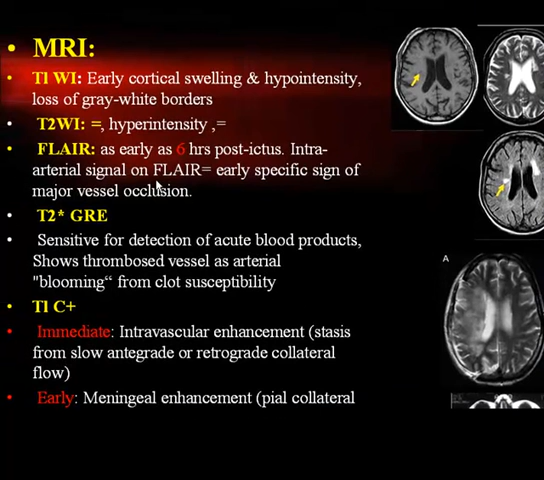 • MRI:
• Tl WI: Early cortical swelling & hypointensity,
loss of gray-white borders
• T2WI: =, hyperintensity ,=
• FLAIR: as early as 6 hrs post-ictus. Intra-
arterial signal on FLAIR= early specific sign of
major vessel occlusion.
• T2* GRE
• Sensitive for detection of acute blood products,
Shows thrombosed vessel as arterial
"blooming“ from clot susceptibility
• Tl C+
• Immediate: Intravascular enhancement (stasis
from slow antegrade or retrograde collateral
flow)
• Early: Meningeal enhancement (pial collateral
A